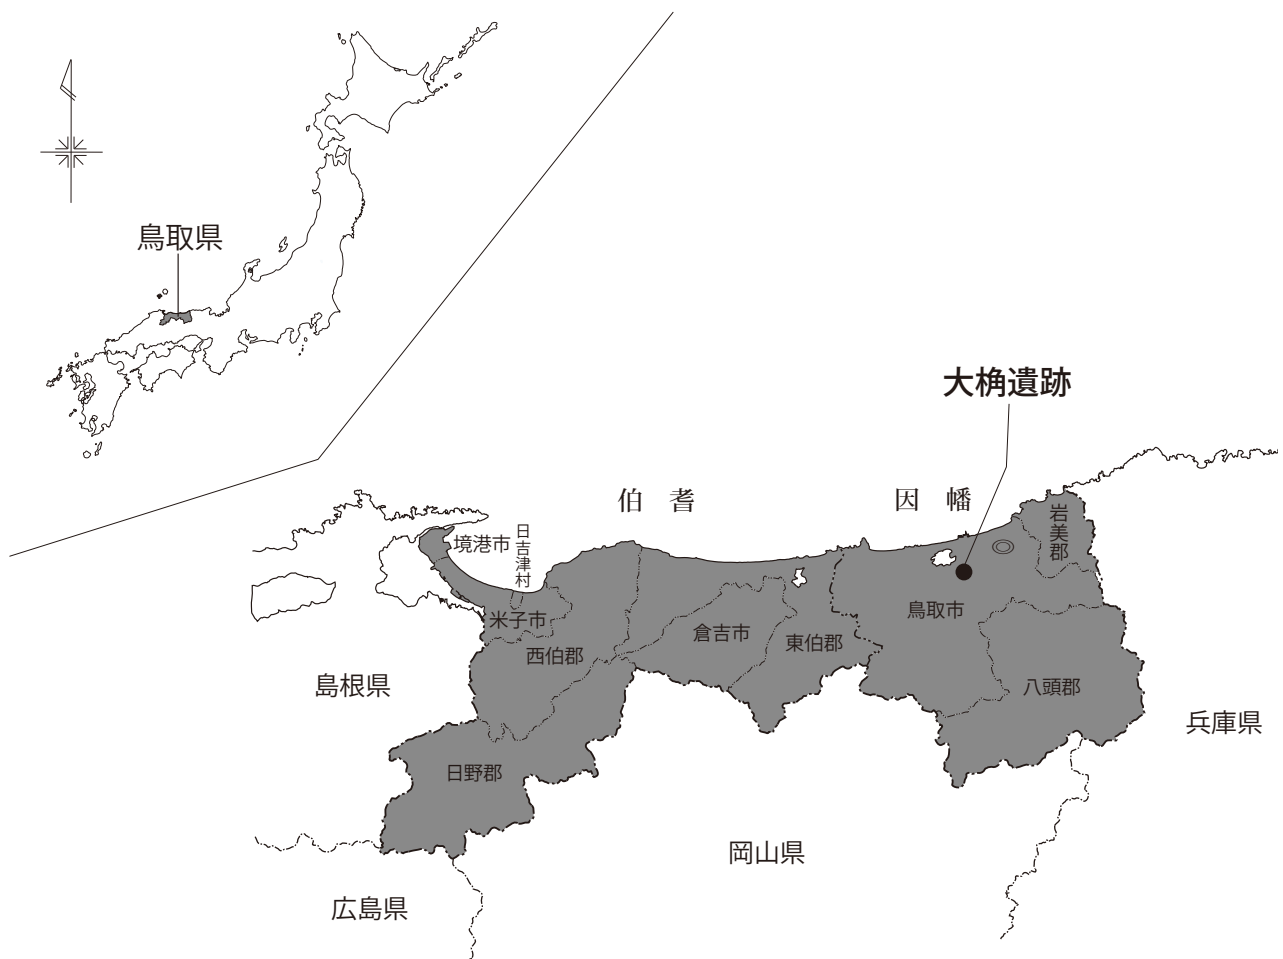 鳥取県
大桷遺跡
伯耆
因幡
境港市
日吉津村
岩美郡
米子市
西伯郡
倉吉市
東伯郡
鳥取市
八頭郡
島根県
兵庫県
日野郡
岡山県
広島県